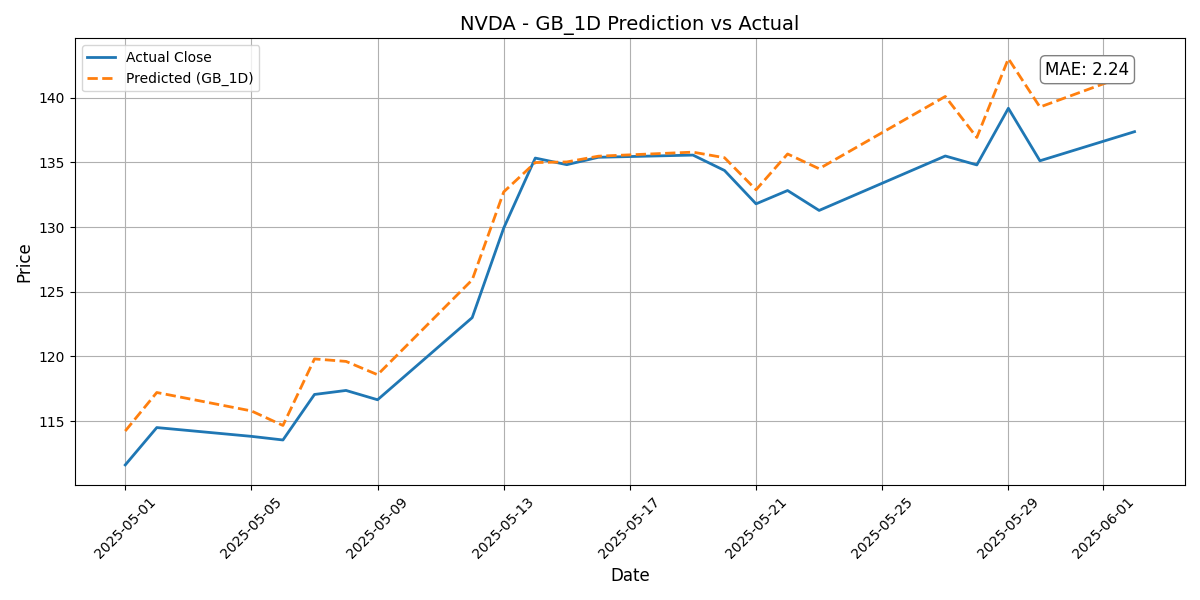 NVDA - GB_1D Prediction vs Actual
Actual Close
Predicted (GB_1D)
MAE: 2.24
Price
140
135
130
125
120
115
2025-05-01
2025-05-05
2025-05-09
2025-05-13
2025-05-17
2025-05-21
2025-05-25
2025-05-29
2025-06-01
Date